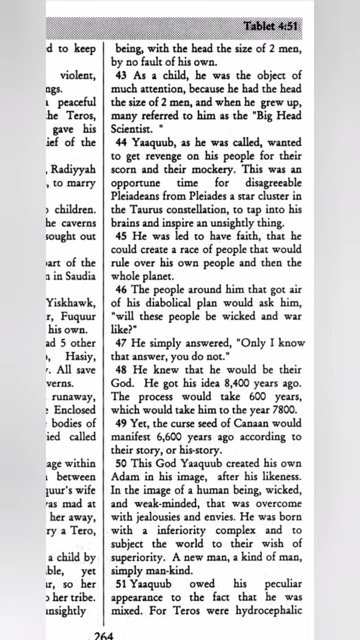 Tablet 4:51
ed to keep
violent,
ngs.
a peaceful
the Teros,
gave his
ief of the
, Radiyyah
, to marry
children.
he caverns
sought out
part of the
n in Saudia
Yiskhawk,
r, Fuquur
his own.
ad 5 other
, Hasiy,
. All save
verns.
runaway,
e Enclosed
bodies of
ied called
age within
between
quur's wife
was mad at
her away,
ry a Tero,
a child by
ble, yet
ur, so her
o her tribe.
unsightly
being, with the head the size of 2 men,
by no fault of his own.
43 As a child, he was the object of
much attention, because he had the head
the size of 2 men, and when he grew up,
many referred to him as the "Big Head
Scientist. "
44 Yaaquub, as he was called, wanted
to get revenge on his people for their
scorn and their mockery. This was an
opportune time for disagreeable
Pleiadeans from Pleiades a star cluster in
the Taurus constellation, to tap into his
brains and inspire an unsightly thing.
45 He was led to have faith, that he
could create a race of people that would
rule over his own people and then the
whole planet.
46 The people around him that got air
of his diabolical plan would ask him,
"will these people be wicked and war
like?"
47 He simply answered, "Only I know
that answer, you do not."
48 He knew that he would be their
God. He got his idea 8,400 years ago.
The process would take 600 years,
which would take him to the year 7800.
49 Yet, the curse seed of Canaan would
manifest 6,600 years ago according to
their story, or his-story.
50 This God Yaaquub created his own
Adam in his image, after his likeness.
In the image of a human being, wicked,
and weak-minded, that was overcome
with jealousies and envies. He was born
with a inferiority complex and to
subject the world to their wish of
superiority. A new man, a kind of man,
simply man-kind.
51 Yaaquub owed his peculiar
appearance to the fact that he was
mixed. For Teros were hydrocephelic
264